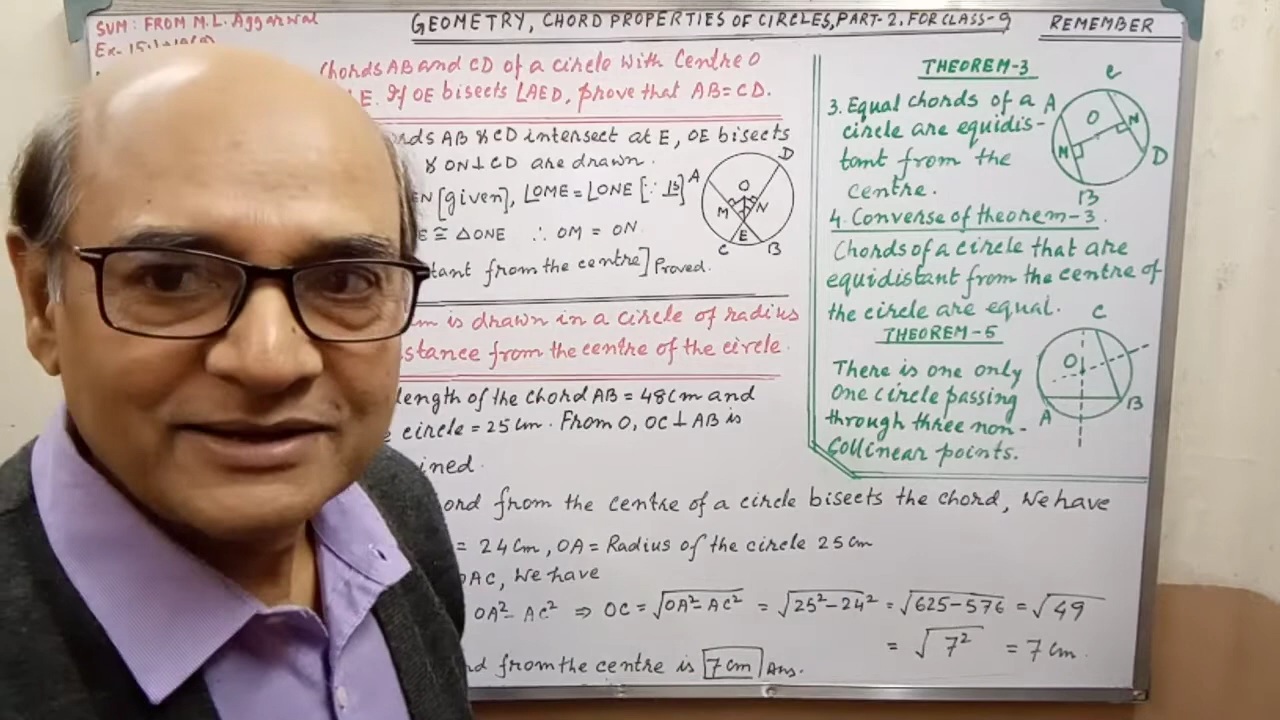 SUM: FROM M.L. Aggarwal
GEOMETRY, CHORD PROPERTIES OF CIRCLES, PART-2. FOR CLASS-9
REMEMBER
Chords AB and CD of a circle with Centre O
E. If OE bisects ∠AED, prove that AB = CD.
AB & CD intersect at E, OE bisects
& ON ⊥ CD are drawn.
[given], ∠OME = ∠ONE [∵ ⊥s]
≅ △ONE ∴ OM = ON
from the centre] Proved.
A
D
O
M
N
E
C
B
is drawn in a circle of radius
from the centre of the circle.
length of the chord AB = 48 cm and
circle = 25 cm. From O, OC ⊥ AB is
from the centre of a circle bisects the chord, We have
= 24 cm, OA = Radius of the circle 25 cm
We have
OA² - AC² ⇒ OC = √OA² - AC² = √25² - 24² = √625 - 576 = √49
= √7² = 7 cm
from the centre is 7 cm Ans.
THEOREM-3
3. Equal chords of a
circle are equidis-
tant from the
centre.
C
A
O
N
M
D
B
4. Converse of theorem-3.
Chords of a circle that are
equidistant from the centre of
the circle are equal.
THEOREM-5
There is one only
one circle passing
through three non-
Collinear points.
C
O
A
B